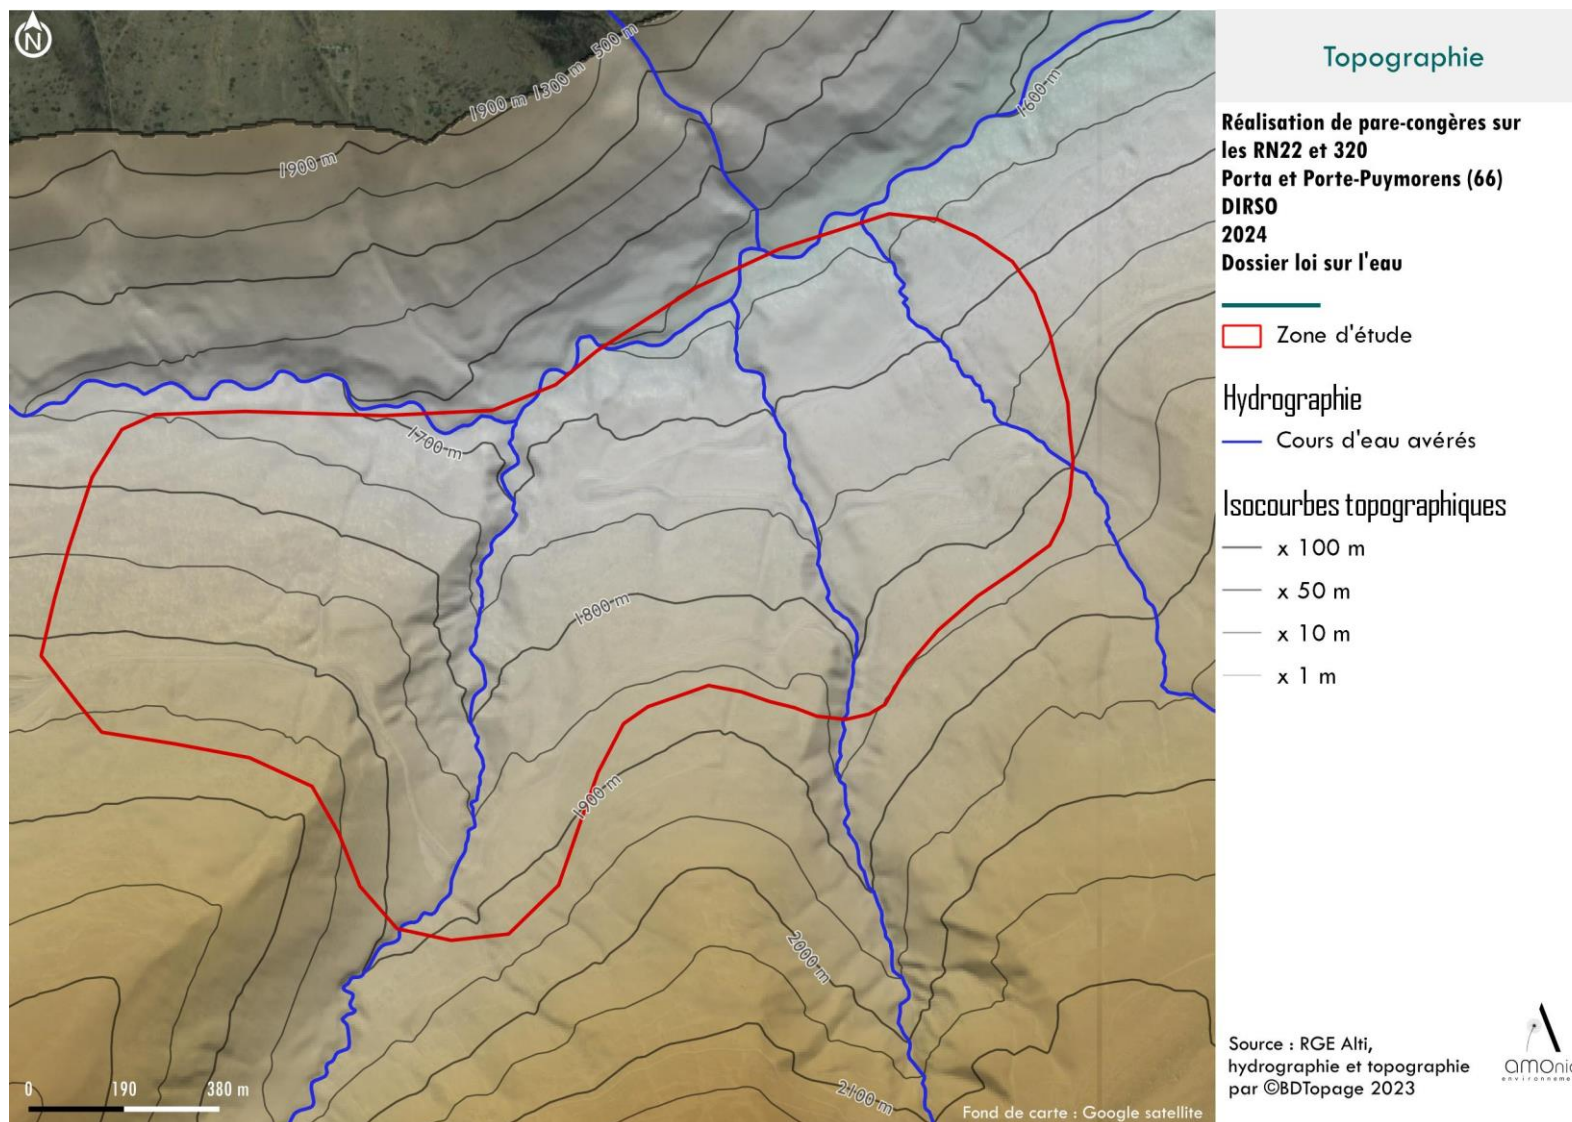 N
1900 m 1300 m 500 m
1600 m
1900 m
1700 m
1800 m
1900 m
2000 m
2100 m
0 190 380 m
Fond de carte : Google satellite
Topographie
Réalisation de pare-congères sur
les RN22 et 320
Porta et Porte-Puymorens (66)
DIRSO
2024
Dossier loi sur l'eau
Zone d'étude
Hydrographie
Cours d'eau avérés
Isocourbes topographiques
x 100 m
x 50 m
x 10 m
x 1 m
Source : RGE Alti,
hydrographie et topographie
par ©BDTopage 2023